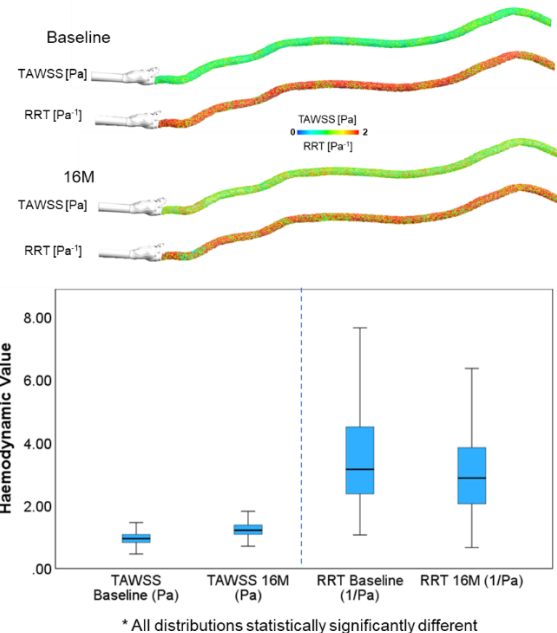 Baseline
TAWSS [Pa]
RRT [Pa⁻¹]
TAWSS [Pa]
0 2
RRT [Pa⁻¹]
16M
TAWSS [Pa]
RRT [Pa⁻¹]
Haemodynamic Value
8.00
6.00
4.00
2.00
.00
TAWSS Baseline (Pa)
TAWSS 16M (Pa)
RRT Baseline (1/Pa)
RRT 16M (1/Pa)
* All distributions statistically significantly different